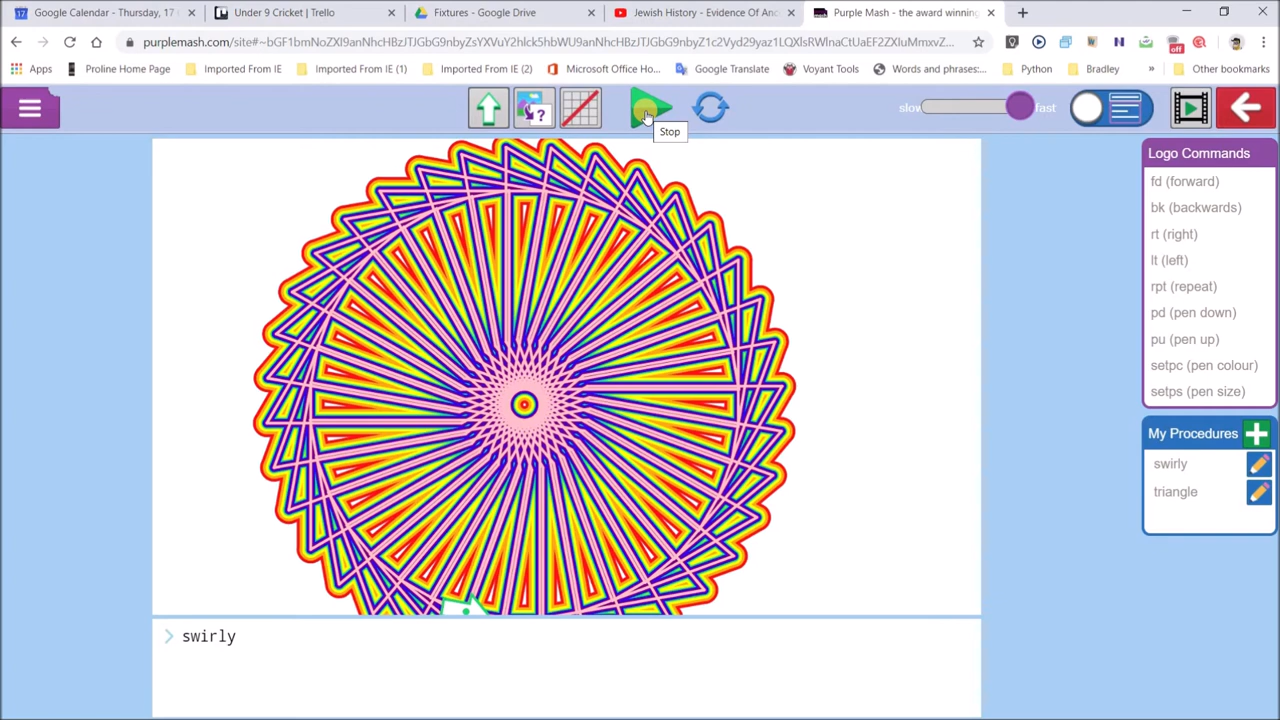 Google Calendar - Thursday, 17
Under 9 Cricket | Trello
Fixtures - Google Drive
Jewish History - Evidence Of Anc
Purple Mash - the award winning
17
Apps
Proline Home Page
Imported From IE
Imported From IE (1)
Imported From IE (2)
Microsoft Office Ho...
Google Translate
Voyant Tools
Words and phrases:...
Python
Bradley
»
Other bookmarks
off
?
slow
fast
Stop
Logo Commands
fd (forward)
bk (backwards)
rt (right)
lt (left)
rpt (repeat)
pd (pen down)
pu (pen up)
setpc (pen colour)
setps (pen size)
My Procedures
swirly
triangle
> swirly